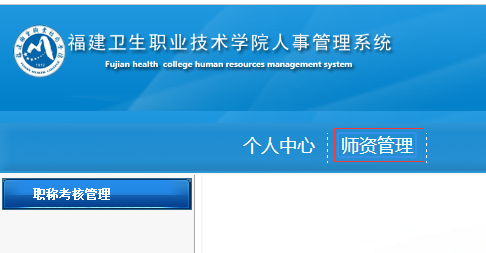 福建卫生职业技术学院人事管理系统
Fujian health college human resources management system
个人中心 师资管理
职称考核管理